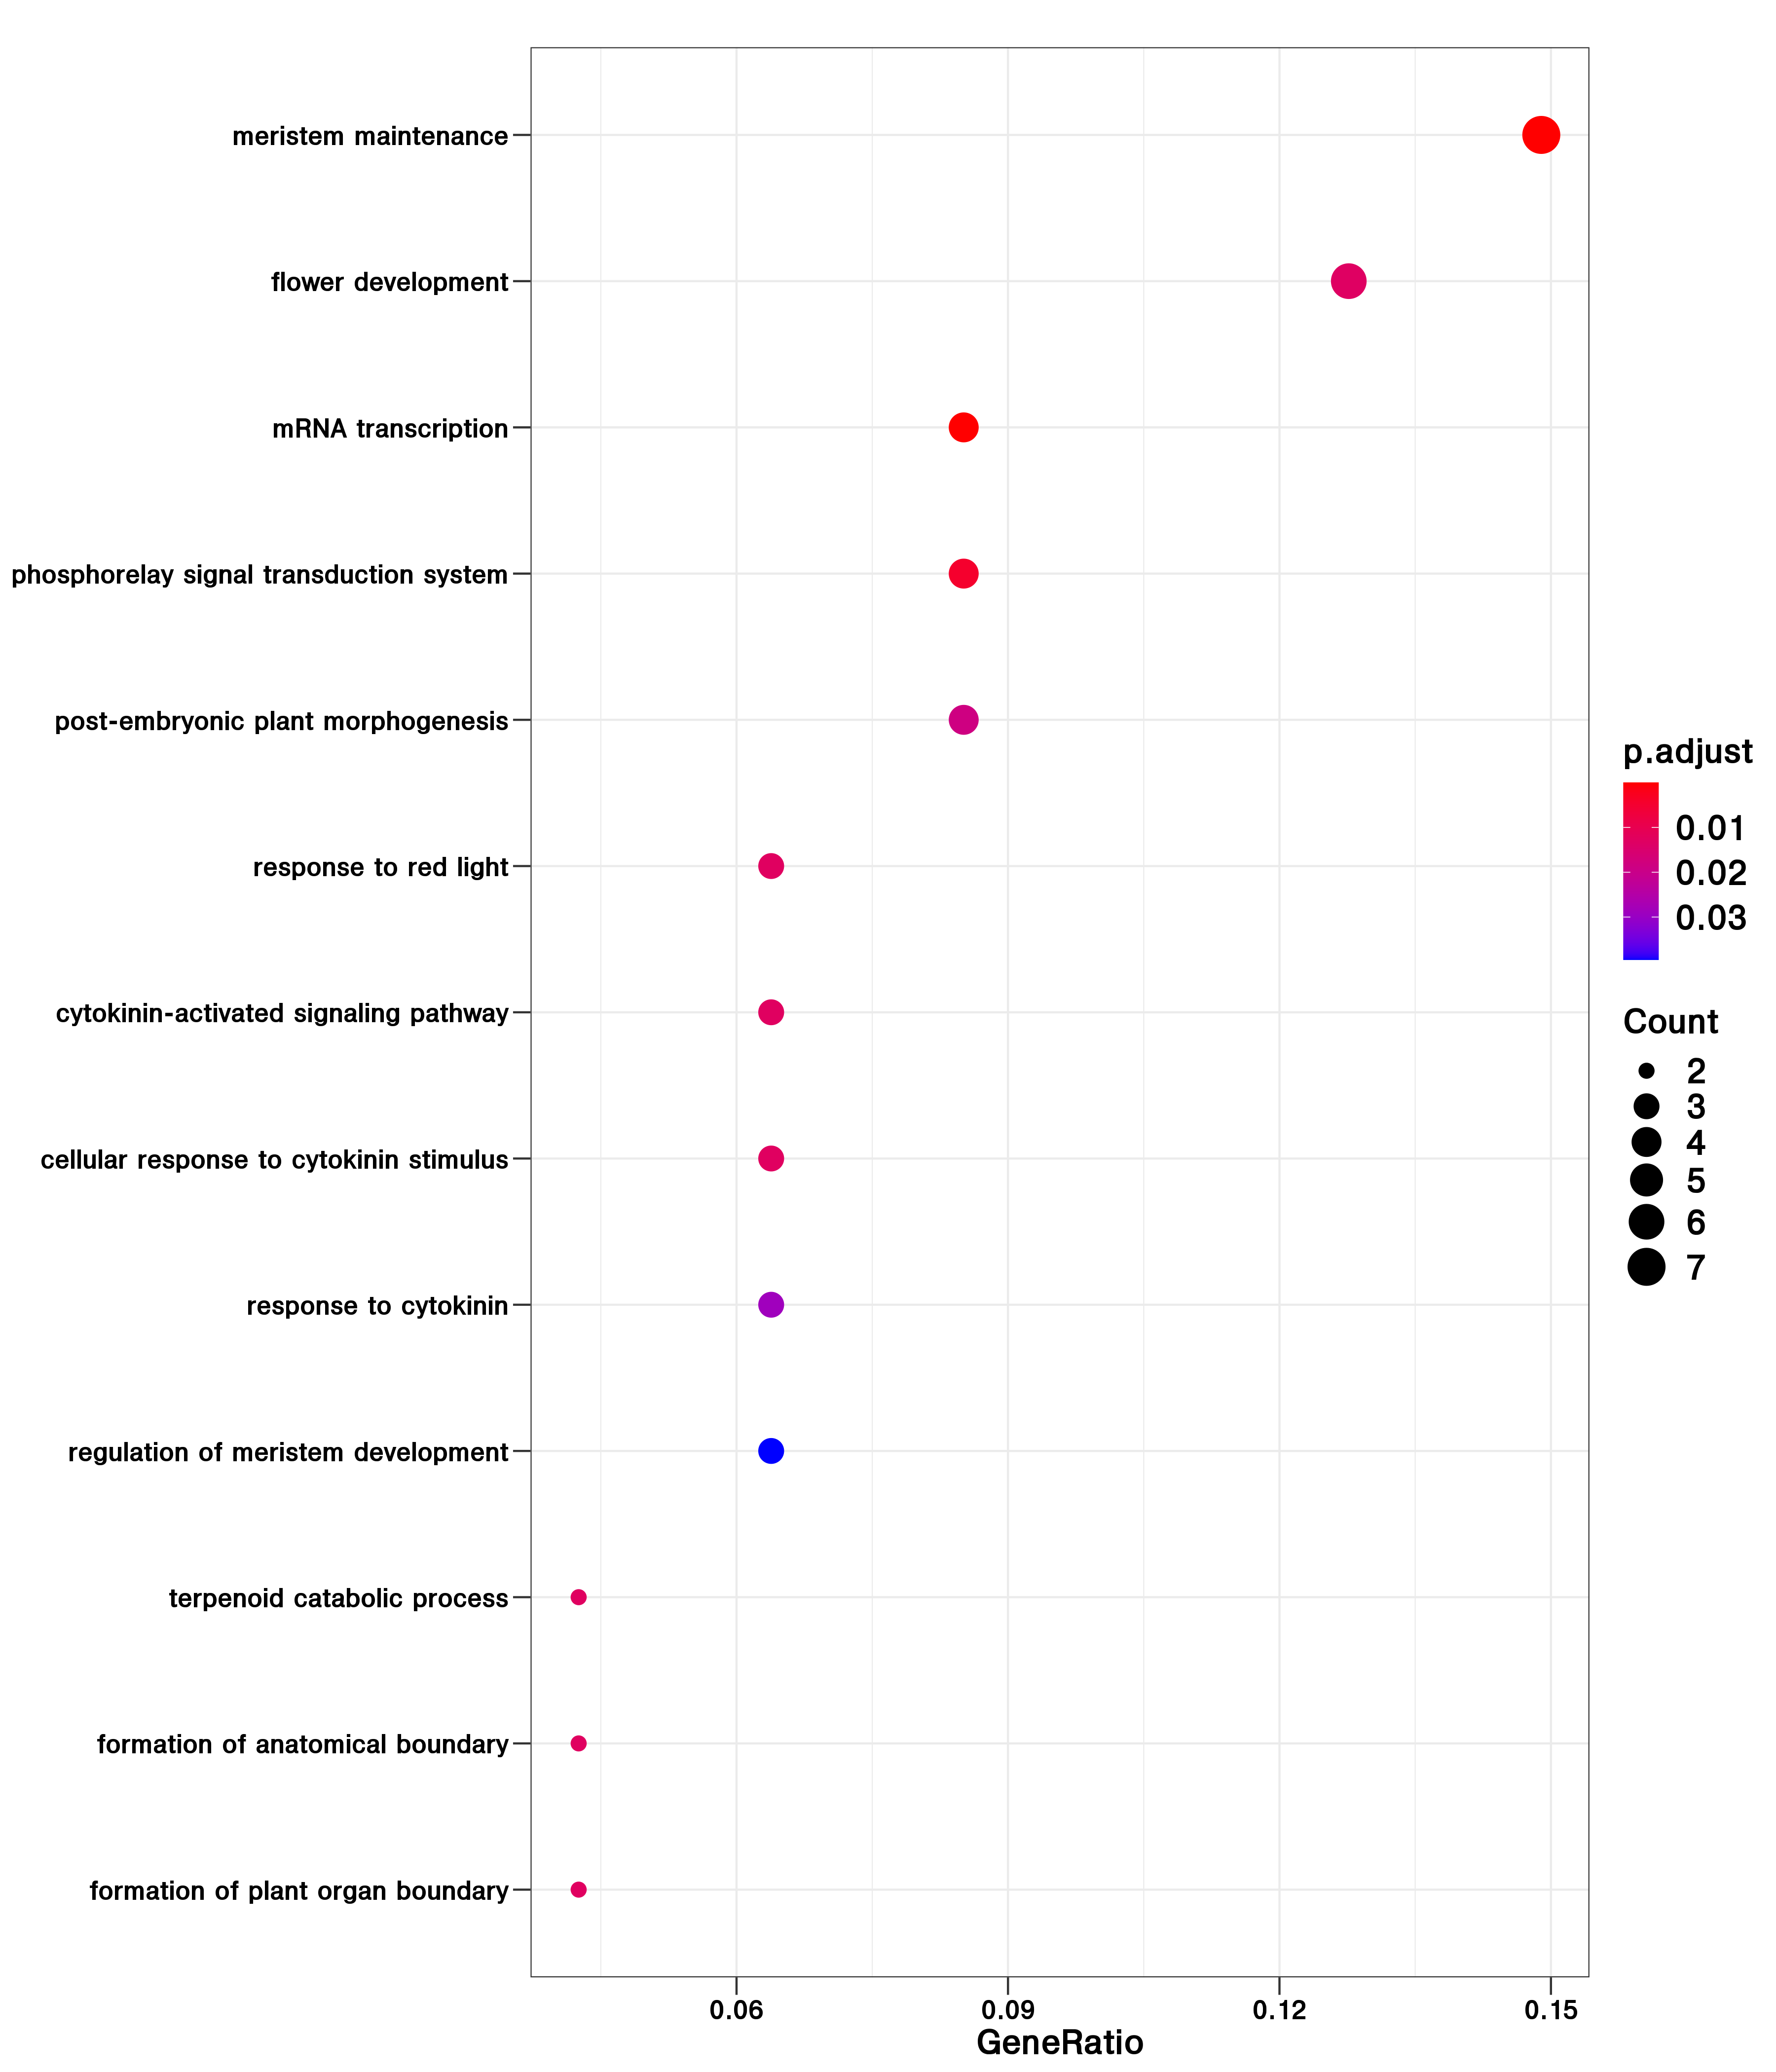 meristem maintenance
flower development
mRNA transcription
phosphorelay signal transduction system
post-embryonic plant morphogenesis
response to red light
cytokinin-activated signaling pathway
cellular response to cytokinin stimulus
response to cytokinin
regulation of meristem development
terpenoid catabolic process
formation of anatomical boundary
formation of plant organ boundary
0.06 0.09 0.12 0.15
GeneRatio
p.adjust
0.01
0.02
0.03
Count
2
3
4
5
6
7